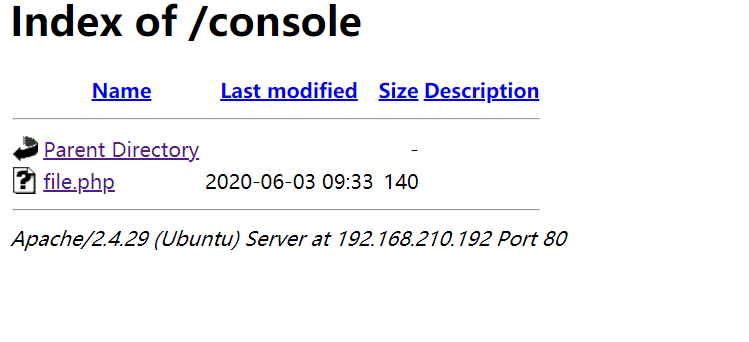 Index of /console
Name Last modified Size Description
Parent Directory -
file.php 2020-06-03 09:33 140
Apache/2.4.29 (Ubuntu) Server at 192.168.210.192 Port 80